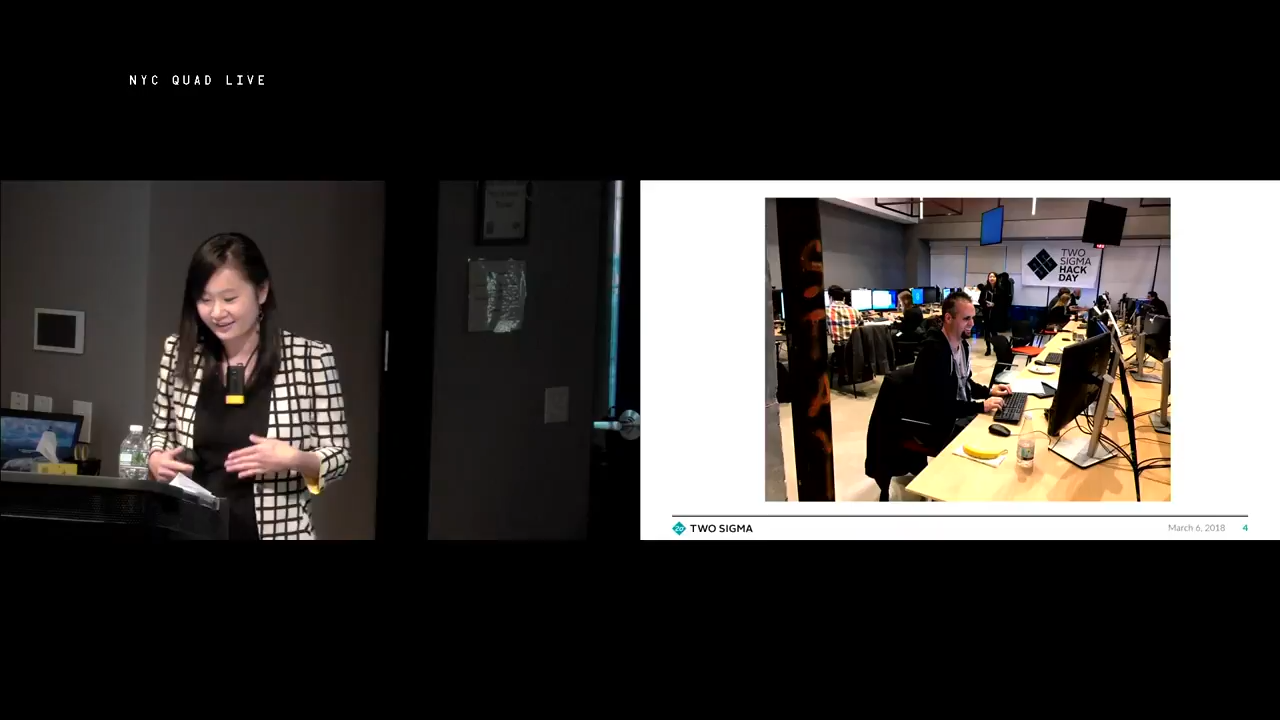 NYC QUAD LIVE
TWO
SIGMA
HACK
DAY
TWO SIGMA
March 6, 2018
4